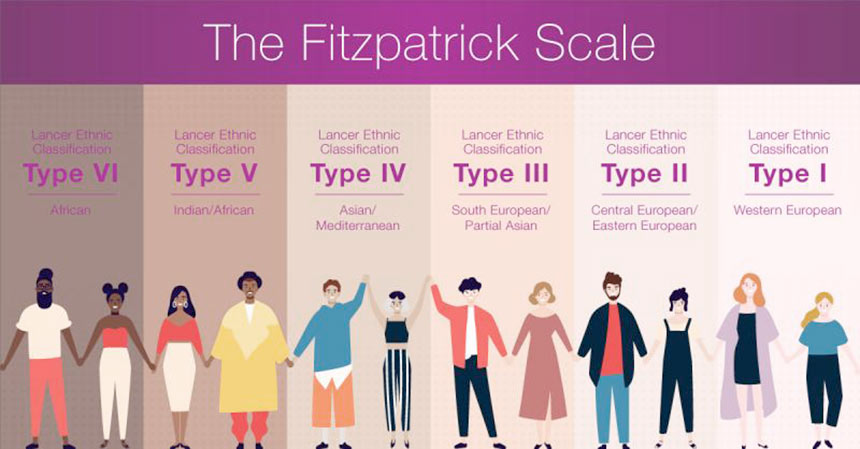 The Fitzpatrick Scale
Lancer Ethnic
Classification
Type VI
African
Lancer Ethnic
Classification
Type V
Indian/African
Lancer Ethnic
Classification
Type IV
Asian/
Mediterranean
Lancer Ethnic
Classification
Type III
South European/
Partial Asian
Lancer Ethnic
Classification
Type II
Central European/
Eastern European
Lancer Ethnic
Classification
Type I
Western European